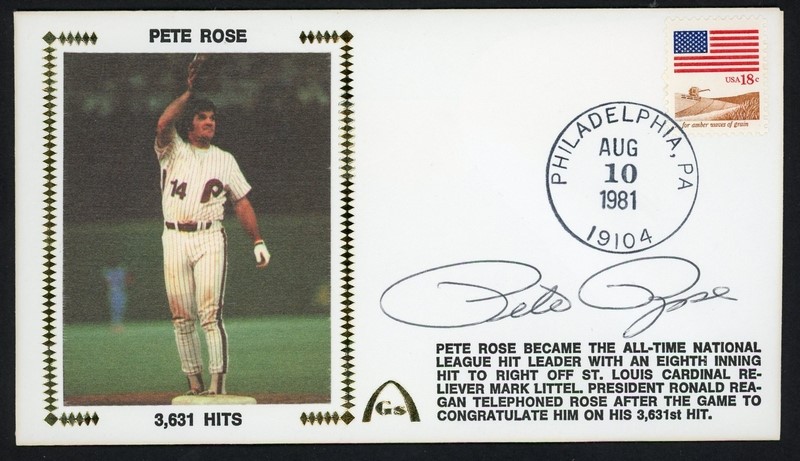 PETE ROSE
14 P
3,631 HITS
USA 18c
for amber waves of grain
PHILADELPHIA, PA
AUG
10
1981
19104
Pete Rose
PETE ROSE BECAME THE ALL-TIME NATIONAL
LEAGUE HIT LEADER WITH AN EIGHTH INNING
HIT TO RIGHT OFF ST. LOUIS CARDINAL RE-
LIEVER MARK LITTEL. PRESIDENT RONALD REA-
GAN TELEPHONED ROSE AFTER THE GAME TO
CONGRATULATE HIM ON HIS 3,631st HIT.
Gs